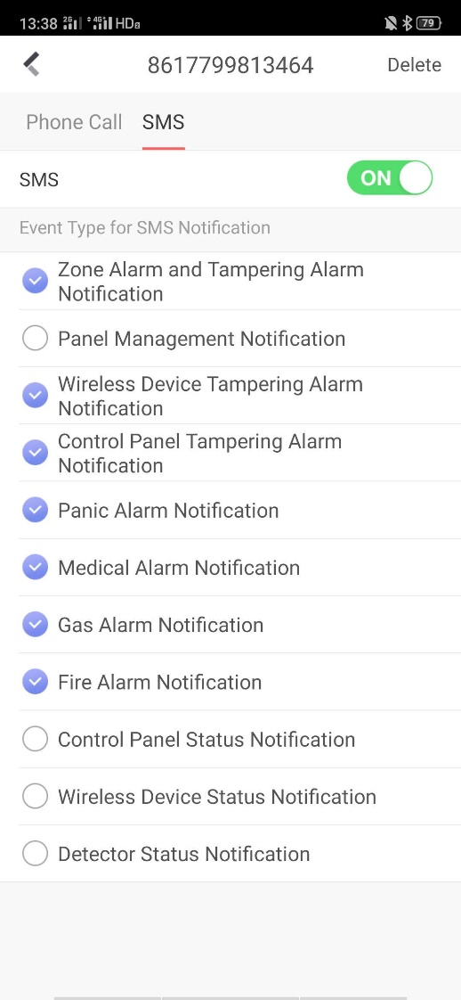 13:38 2G 4G HD 79
8617799813464 Delete
Phone Call SMS
SMS ON
Event Type for SMS Notification
Zone Alarm and Tampering Alarm
Notification
Panel Management Notification
Wireless Device Tampering Alarm
Notification
Control Panel Tampering Alarm
Notification
Panic Alarm Notification
Medical Alarm Notification
Gas Alarm Notification
Fire Alarm Notification
Control Panel Status Notification
Wireless Device Status Notification
Detector Status Notification